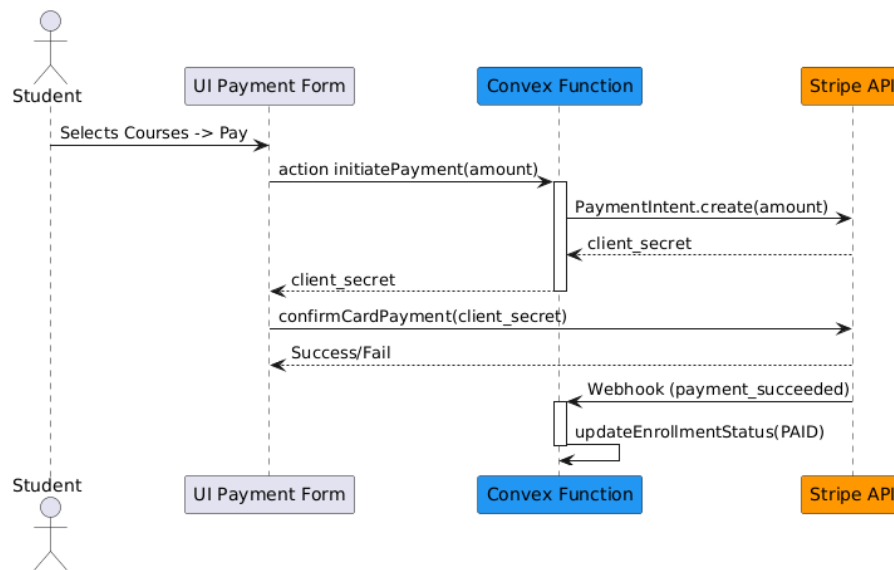 Student
UI Payment Form
Convex Function
Stripe API
Selects Courses -> Pay
action initiatePayment(amount)
PaymentIntent.create(amount)
client_secret
client_secret
confirmCardPayment(client_secret)
Success/Fail
Webhook (payment_succeeded)
updateEnrollmentStatus(PAID)
Student
UI Payment Form
Convex Function
Stripe API